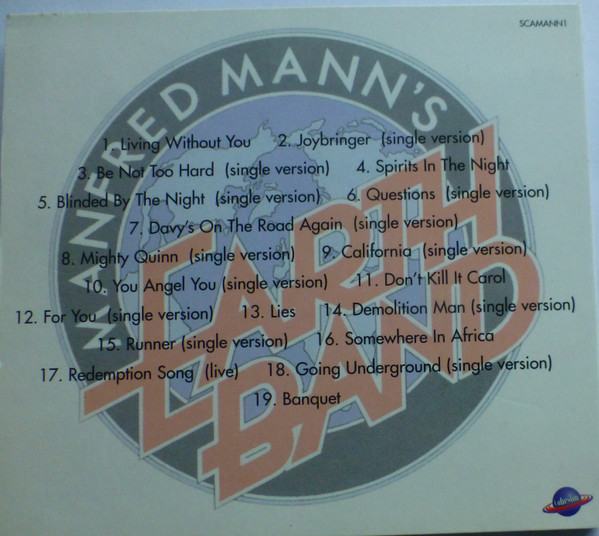 SCAMANN1
MANFRED MANN'S
EARTH
BAND
1. Living Without You 2. Joybringer (single version)
3. Be Not Too Hard (single version) 4. Spirits In The Night
5. Blinded By The Night (single version) 6. Questions (single version)
7. Davy's On The Road Again (single version)
8. Mighty Quinn (single version) 9. California (single version)
10. You Angel You (single version) 11. Don't Kill It Carol
12. For You (single version) 13. Lies 14. Demolition Man (single version)
15. Runner (single version) 16. Somewhere In Africa
17. Redemption Song (live) 18. Going Underground (single version)
19. Banquet